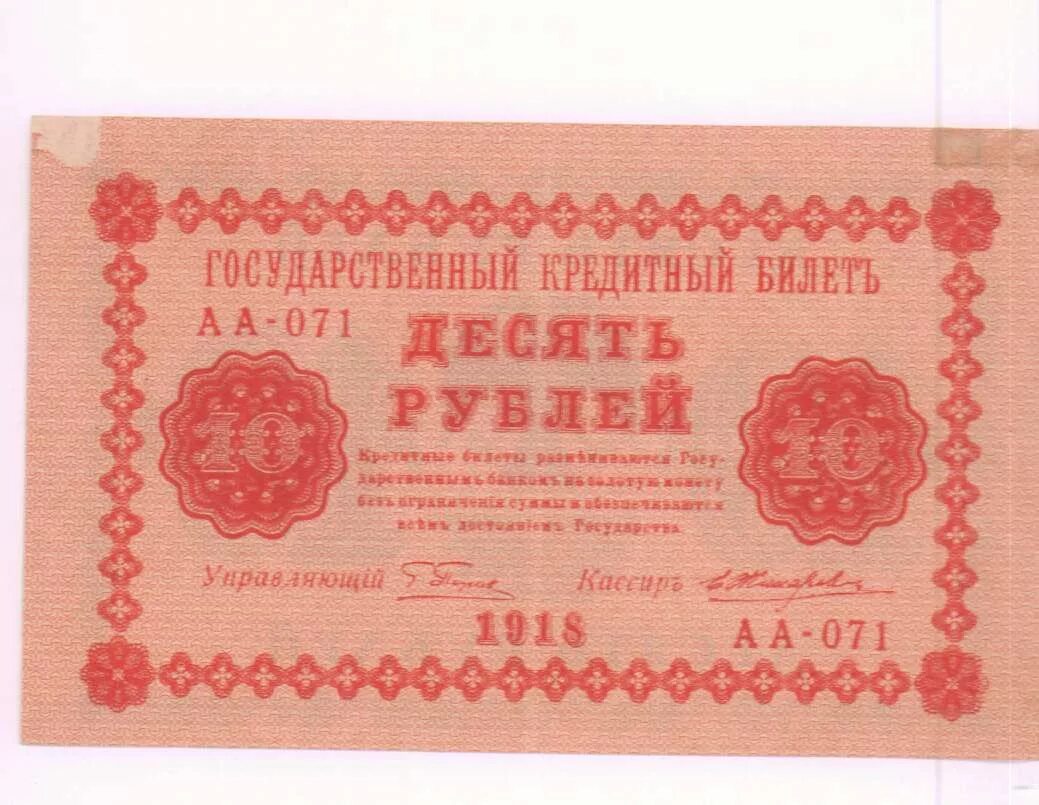 ГОСУДАРСТВЕННЫЙ КРЕДИТНЫЙ БИЛЕТЪ
АА-071
ДЕСЯТЬ
РУБЛЕЙ
10 10
Кредитные билеты размѣниваются Госу-
дарственнымъ банкомъ на золотую монету
безъ ограниченія суммы и обезпечиваются
всѣмъ достояніемъ Государства.
Управляющій Кассиръ
1918
АА-071